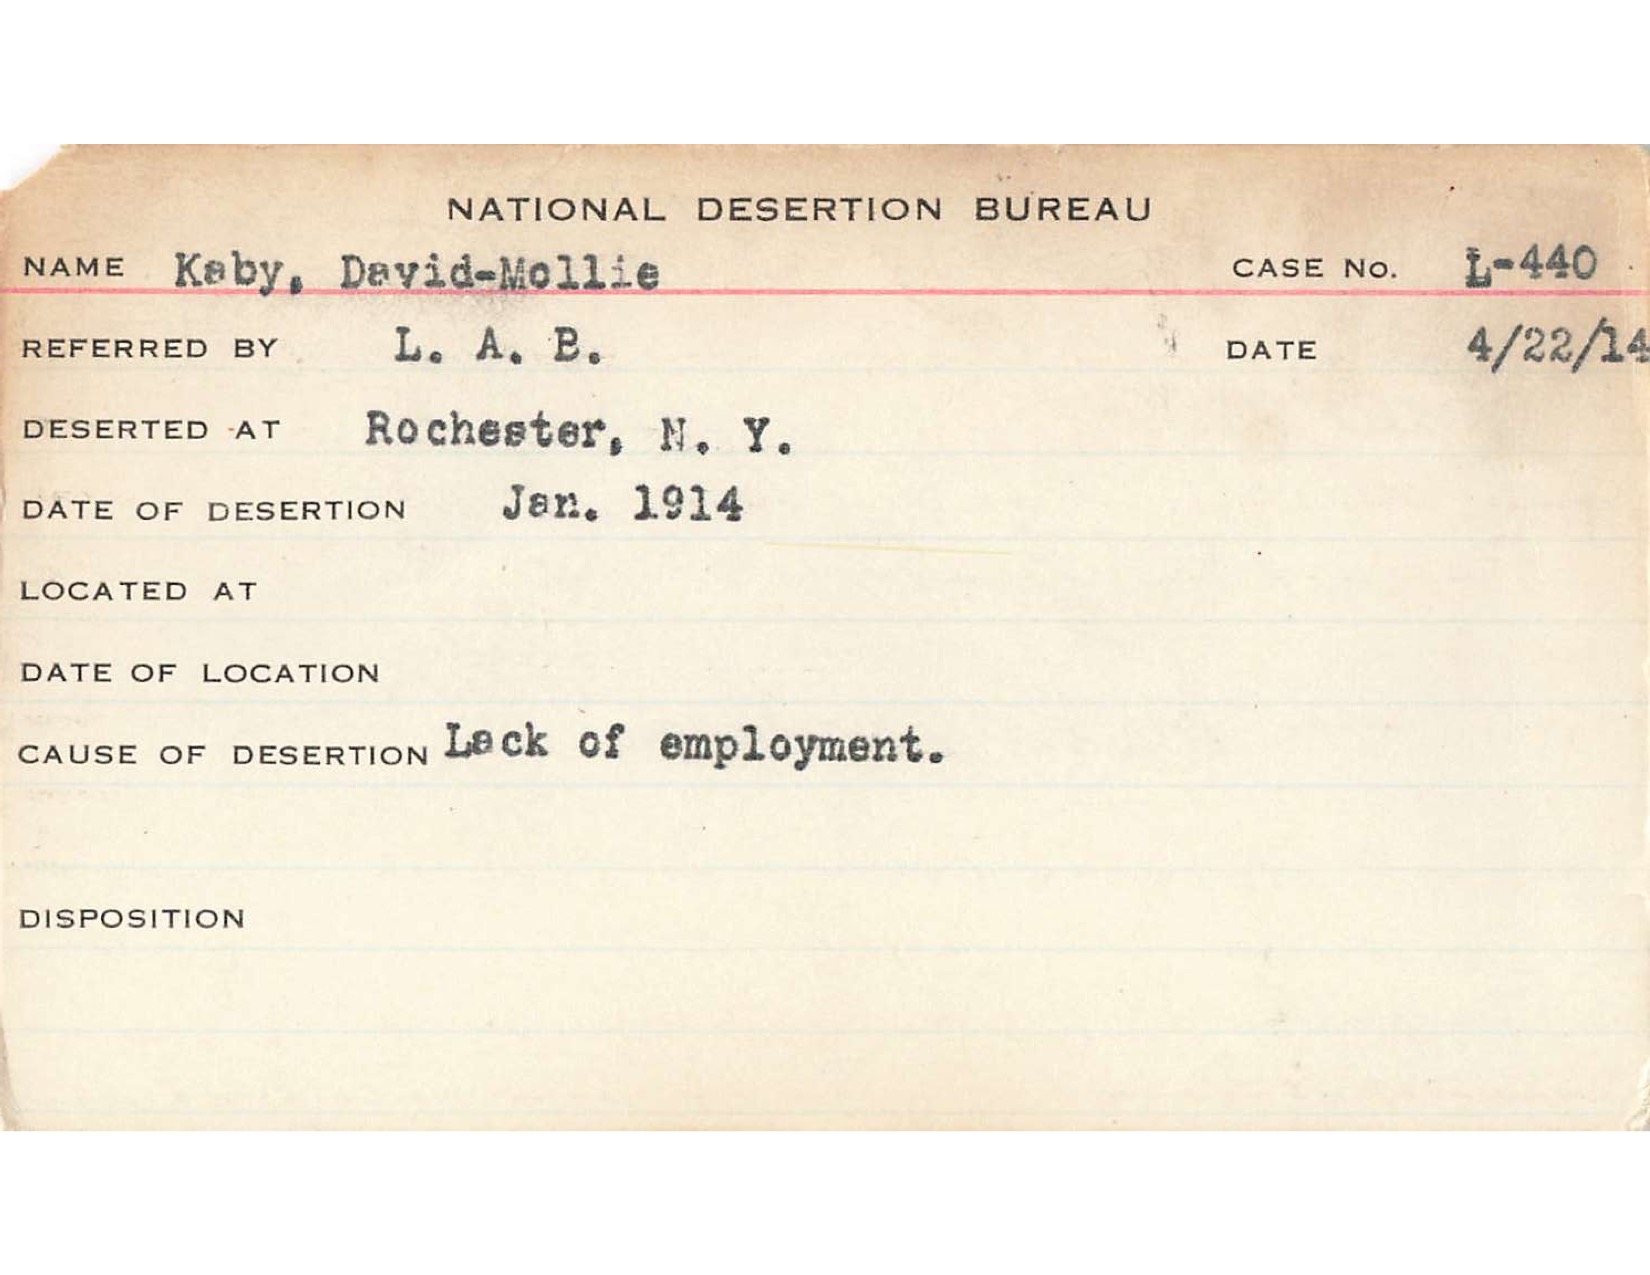 NATIONAL DESERTION BUREAU
NAME Kaby, David-Mollie CASE No. L-440
REFERRED BY L. A. B. DATE 4/22/14
DESERTED AT Rochester, N. Y.
DATE OF DESERTION Jan. 1914
LOCATED AT
DATE OF LOCATION
CAUSE OF DESERTION Lack of employment.
DISPOSITION